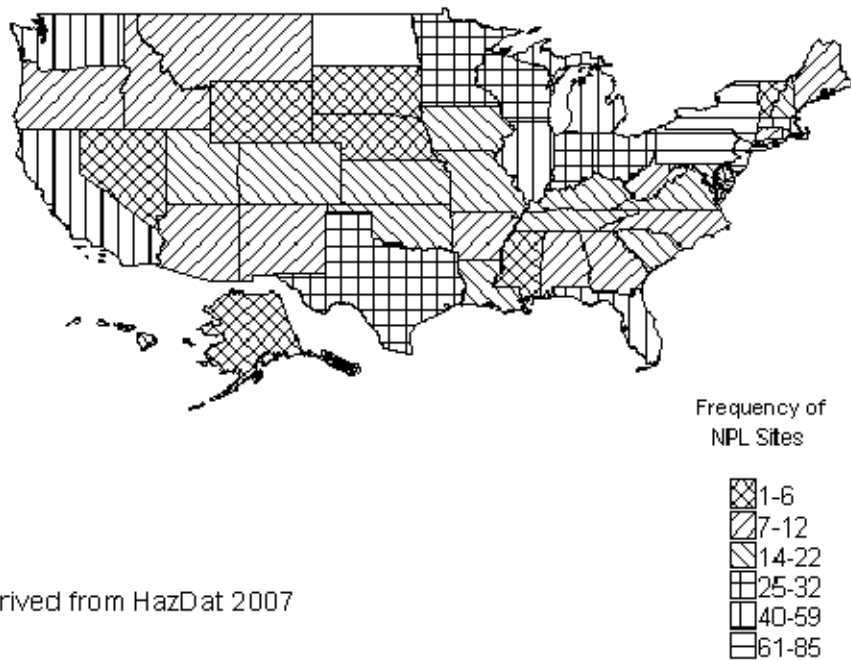 Frequency of
NPL Sites
1-6
7-12
14-22
25-32
40-59
61-85
rived from HazDat 2007